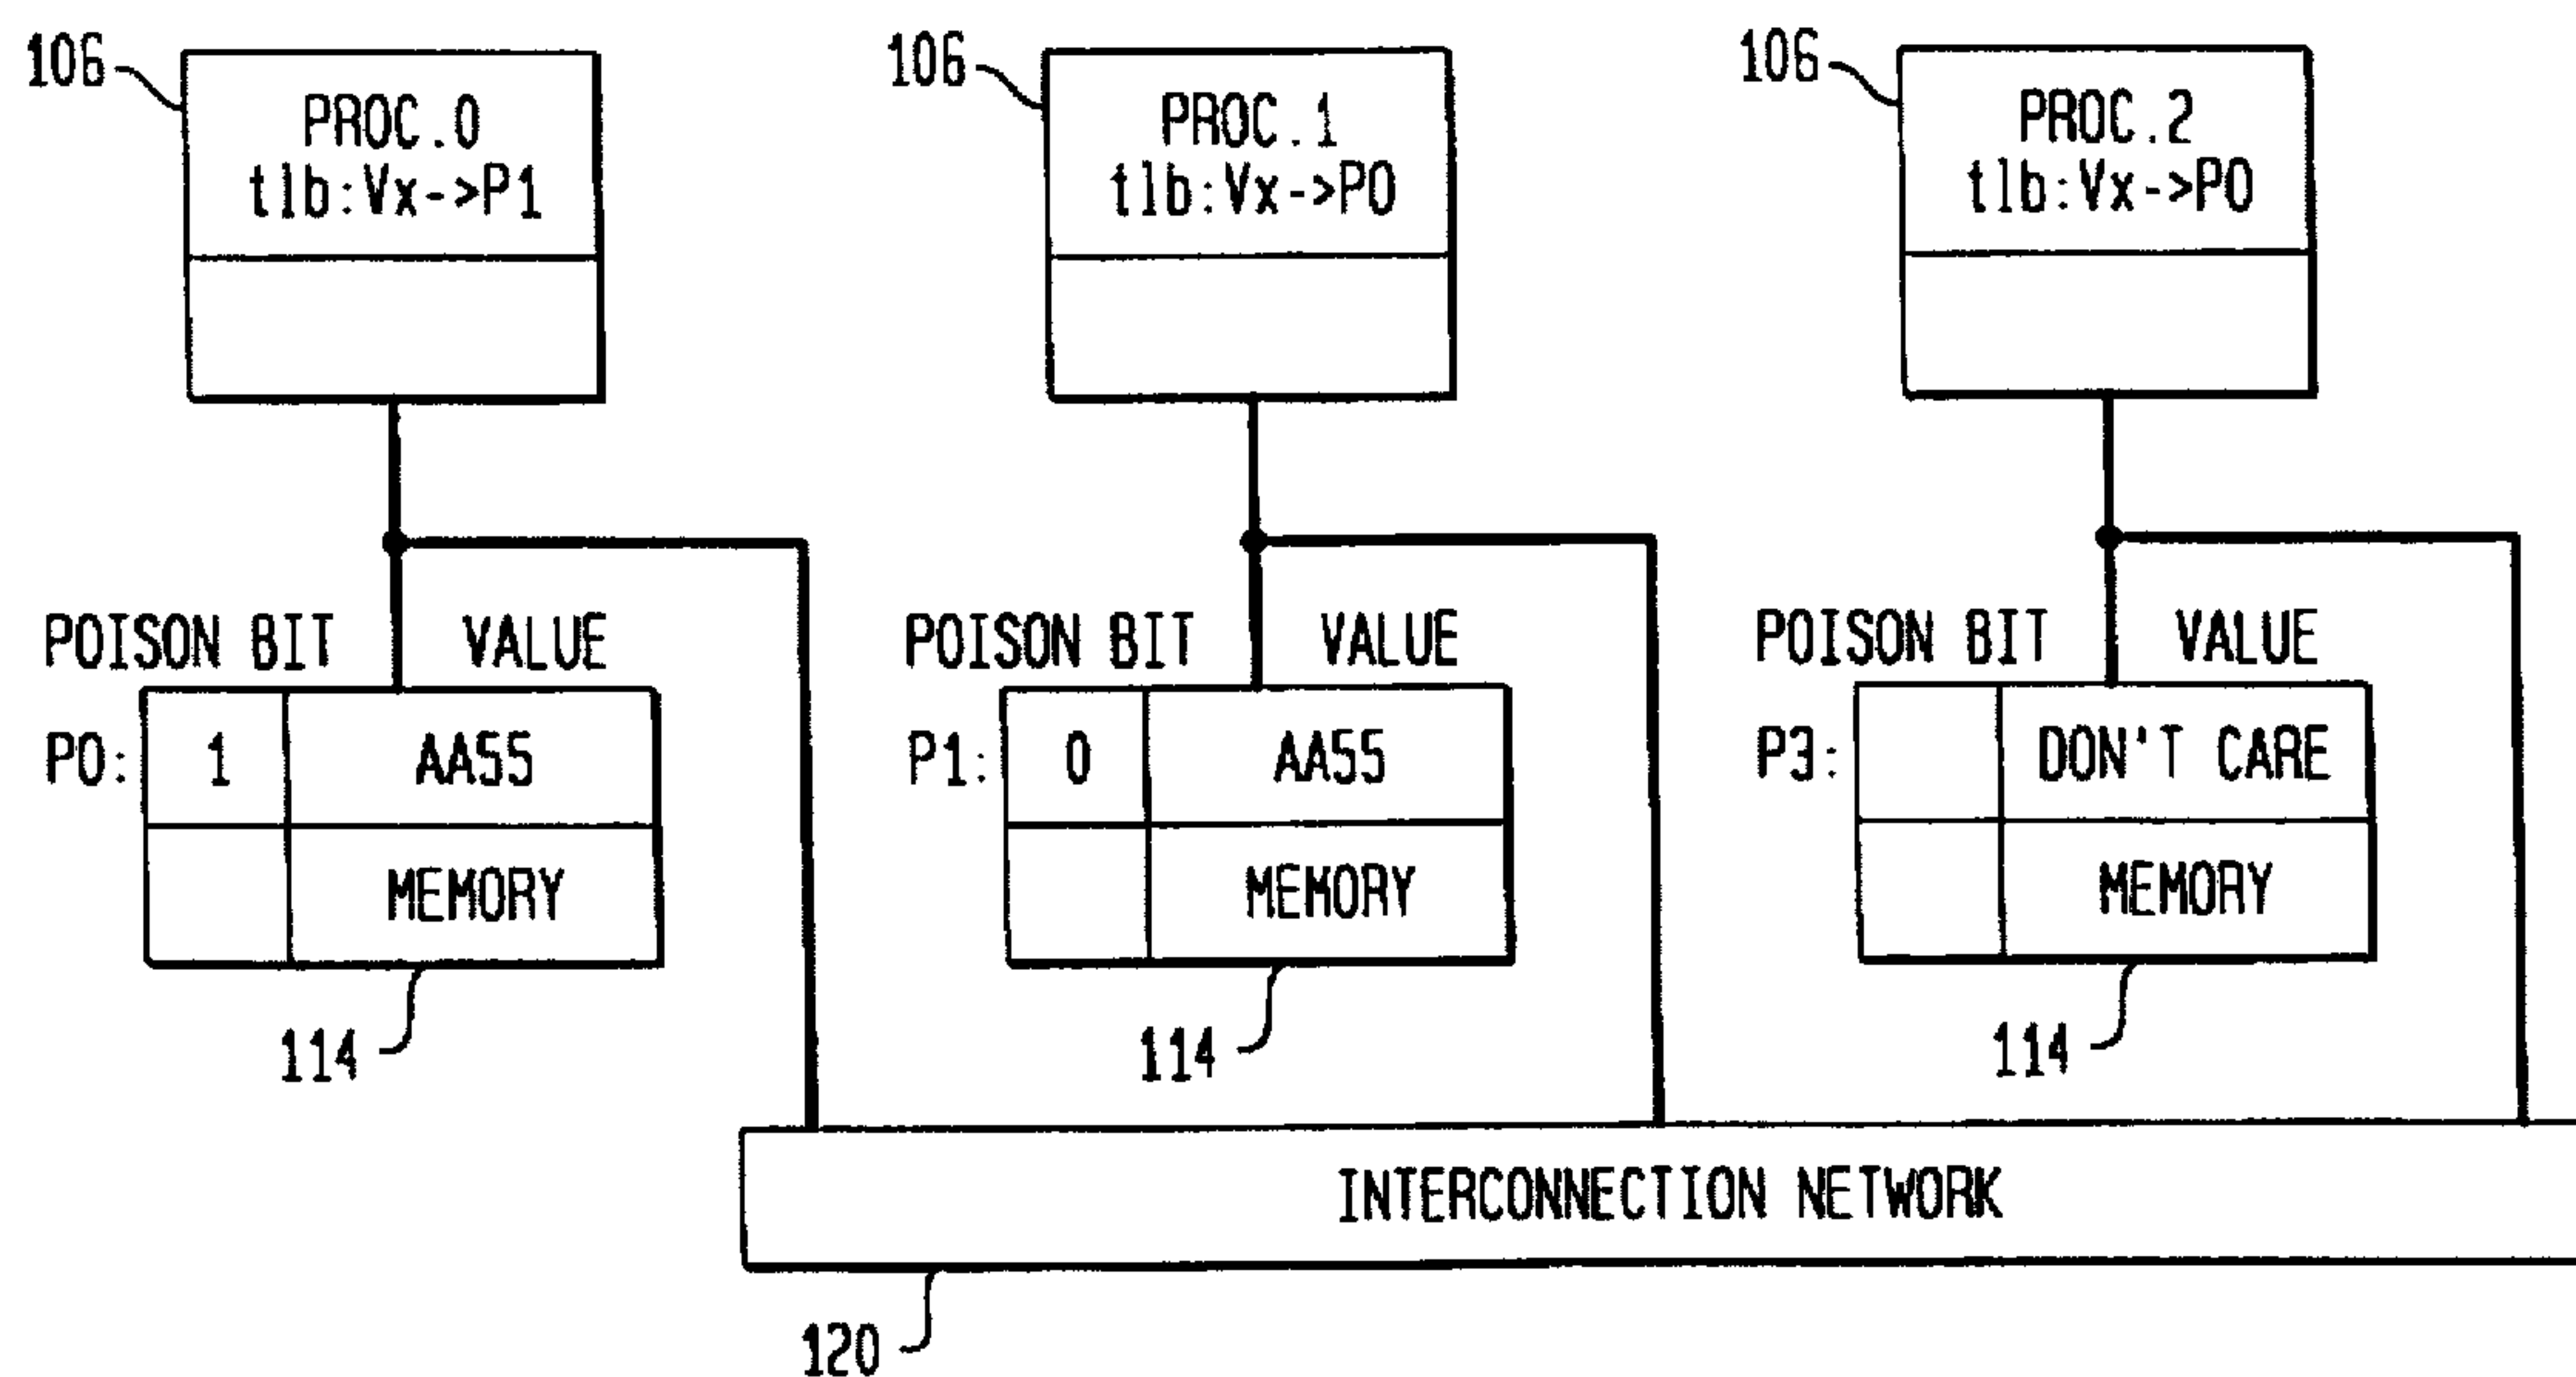 106 PROC.0
tlb:Vx->P1
106 PROC.1
tlb:Vx->P0
106 PROC.2
tlb:Vx->P0
POISON BIT VALUE
P0: 1 AA55
MEMORY
114
POISON BIT VALUE
P1: 0 AA55
MEMORY
114
POISON BIT VALUE
P3: DON'T CARE
MEMORY
114
INTERCONNECTION NETWORK
120